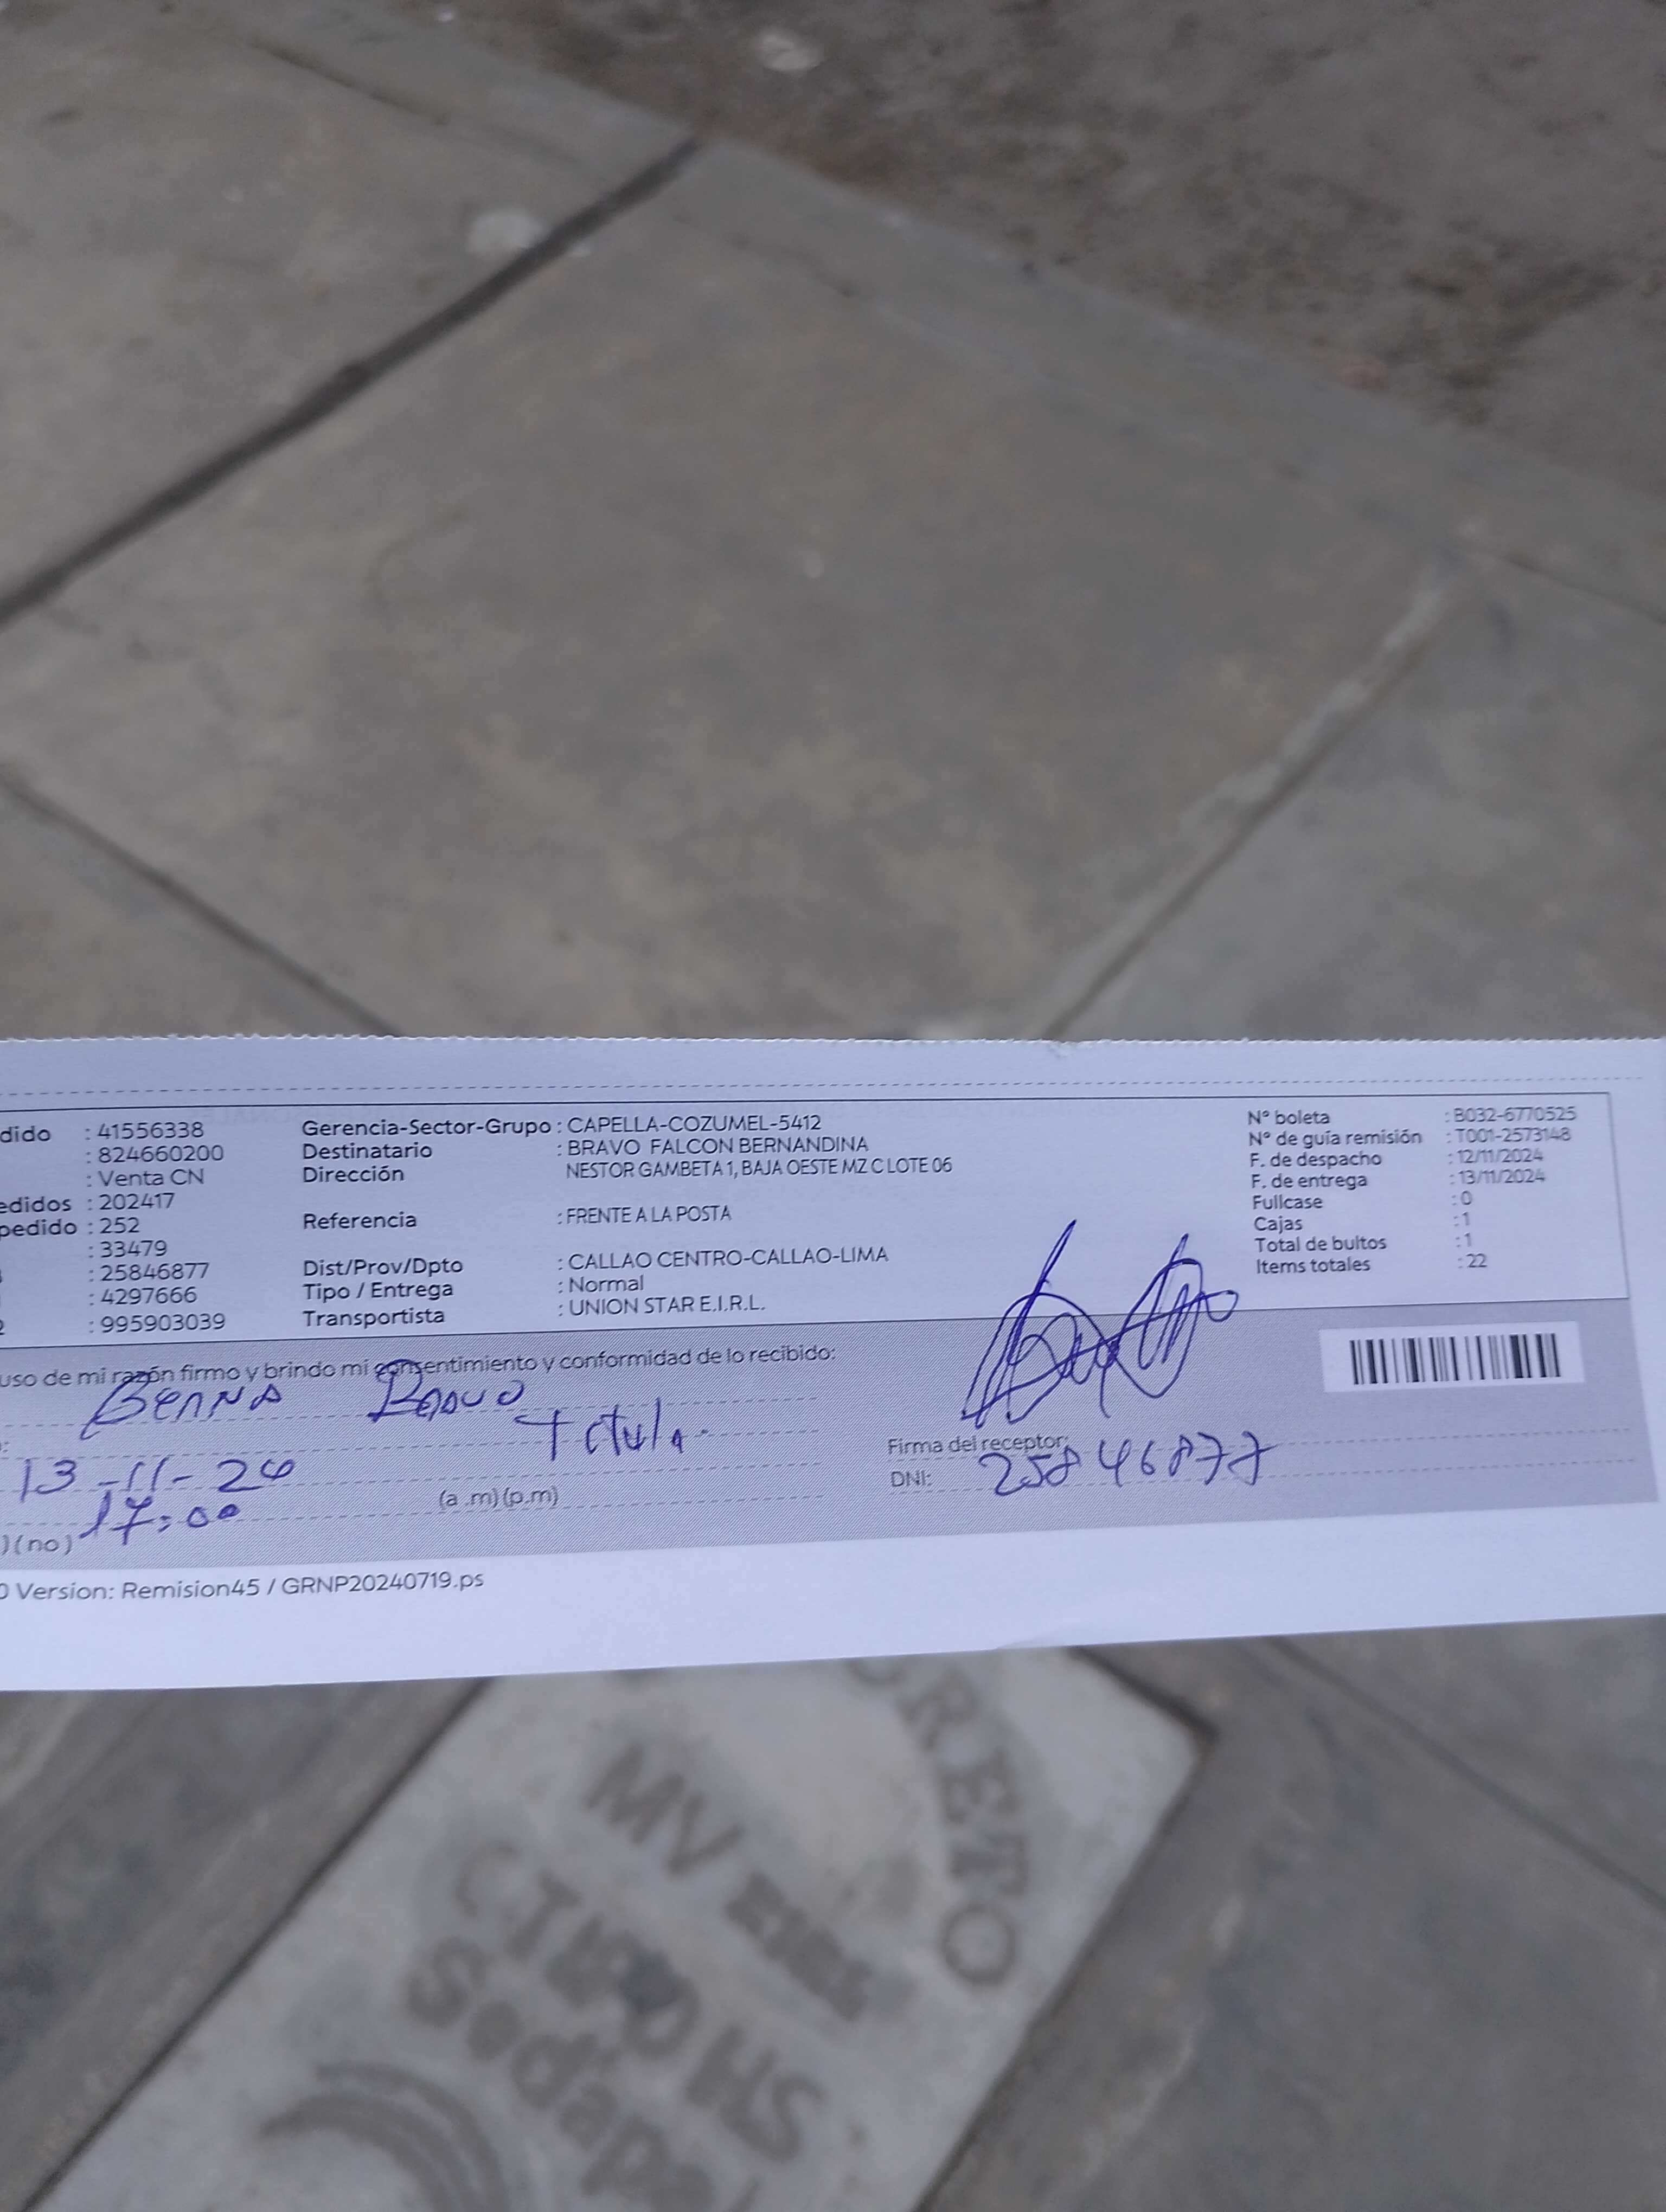 dido : 41556338 Gerencia-Sector-Grupo : CAPELLA-COZUMEL-5412 N° boleta : B032-6770525
: 824660200 Destinatario : BRAVO FALCON BERNANDINA N° de guía remisión : T001-2573148
: Venta CN Dirección NESTOR GAMBETA 1, BAJA OESTE MZ C LOTE 06 F. de despacho : 12/11/2024
F. de entrega : 13/11/2024
edidos : 202417 Fullcase : 0
pedido : 252 Referencia : FRENTE A LA POSTA Cajas : 1
: 33479 Total de bultos : 1
: 25846877 Dist/Prov/Dpto : CALLAO CENTRO-CALLAO-LIMA Items totales : 22
: 4297666 Tipo / Entrega : Normal
2 : 995903039 Transportista : UNION STAR E.I.R.L.
uso de mi razón firmo y brindo mi consentimiento y conformidad de lo recibido:
Berna Bravo
Titula
13-11-24 Firma del receptor:
17:00 (a .m) (p.m) DNI: 25846877
) (no)
0 Version: Remision45 / GRNP20240719.ps
CRETO
MV
Sedapal